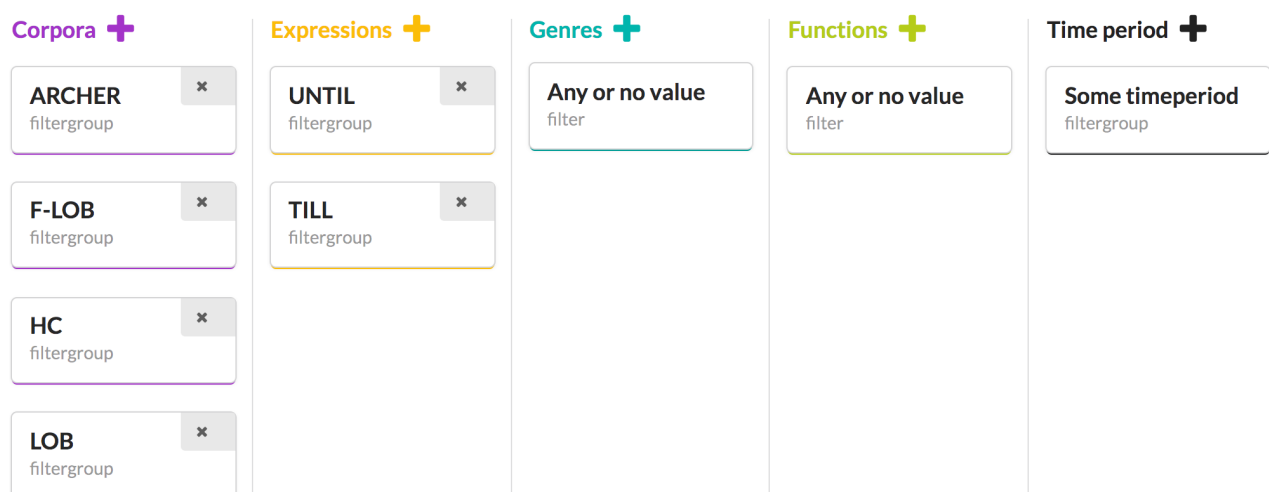 Corpora
ARCHER
filtergroup
F-LOB
filtergroup
HC
filtergroup
LOB
filtergroup
Expressions
UNTIL
filtergroup
TILL
filtergroup
Genres
Any or no value
filter
Functions
Any or no value
filter
Time period
Some timeperiod
filtergroup